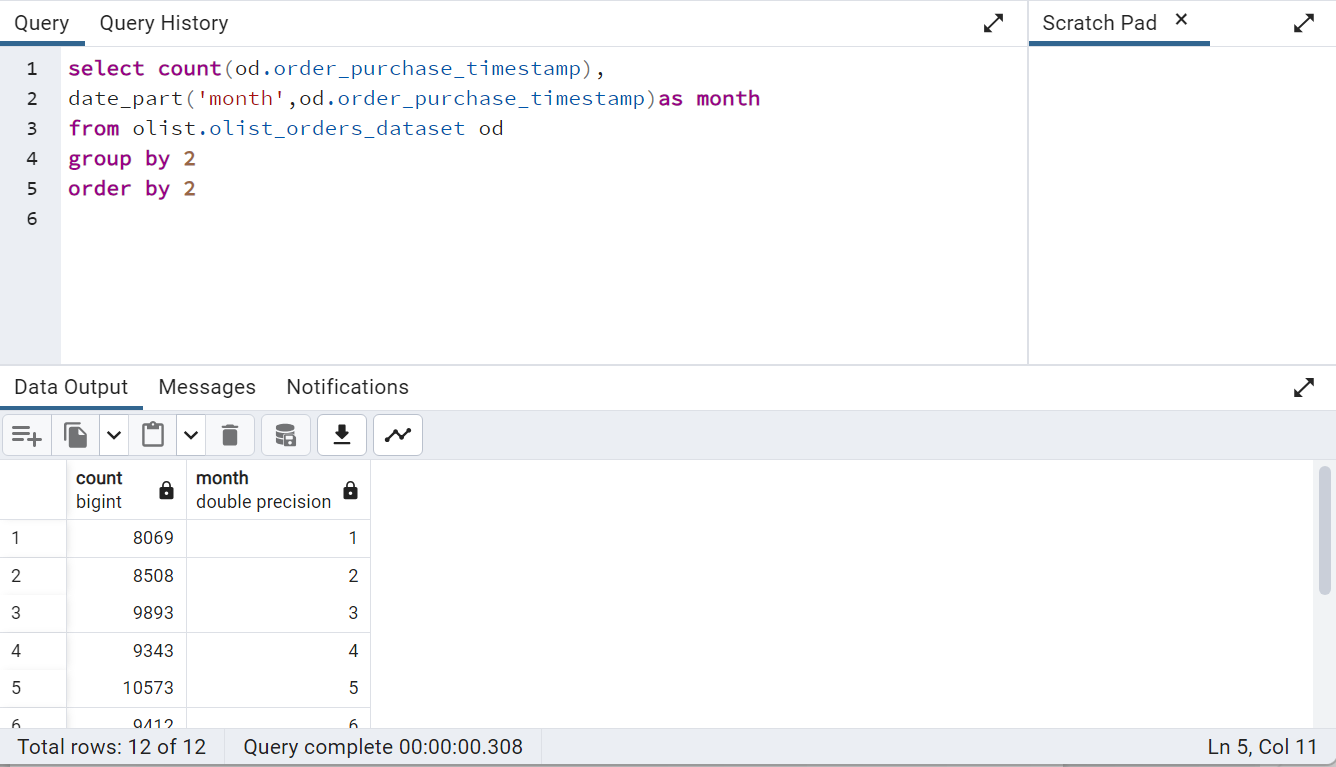 Query Query History Scratch Pad ×
1 select count(od.order_purchase_timestamp),
2 date_part('month',od.order_purchase_timestamp)as month
3 from olist.olist_orders_dataset od
4 group by 2
5 order by 2
6
Data Output Messages Notifications
count month
bigint double precision
1 8069 1
2 8508 2
3 9893 3
4 9343 4
5 10573 5
6 9412 6
Total rows: 12 of 12 Query complete 00:00:00.308 Ln 5, Col 11